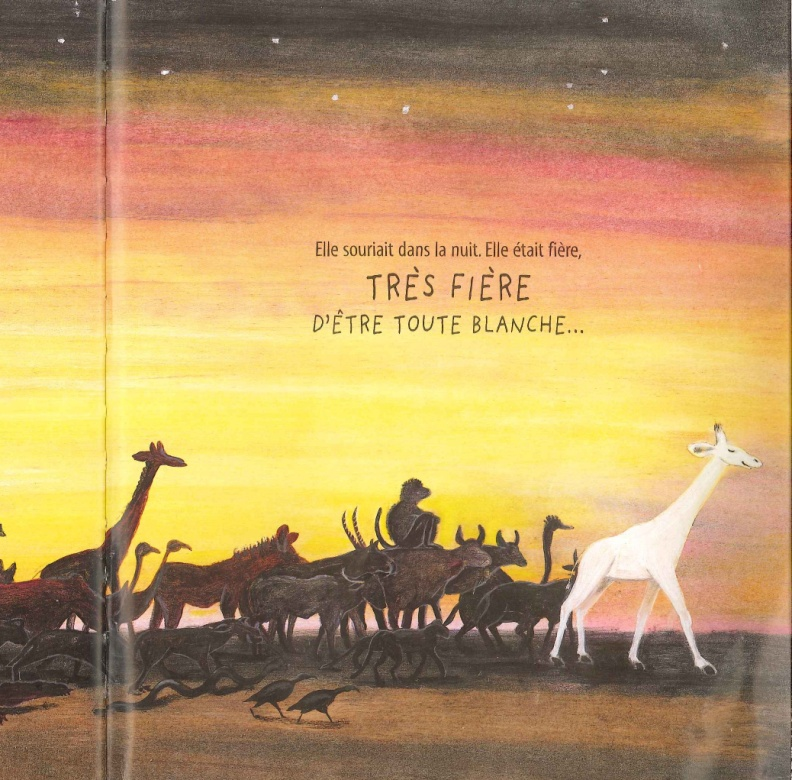 Elle souriait dans la nuit. Elle était fière,
TRÈS FIÈRE
D'ÊTRE TOUTE BLANCHE...